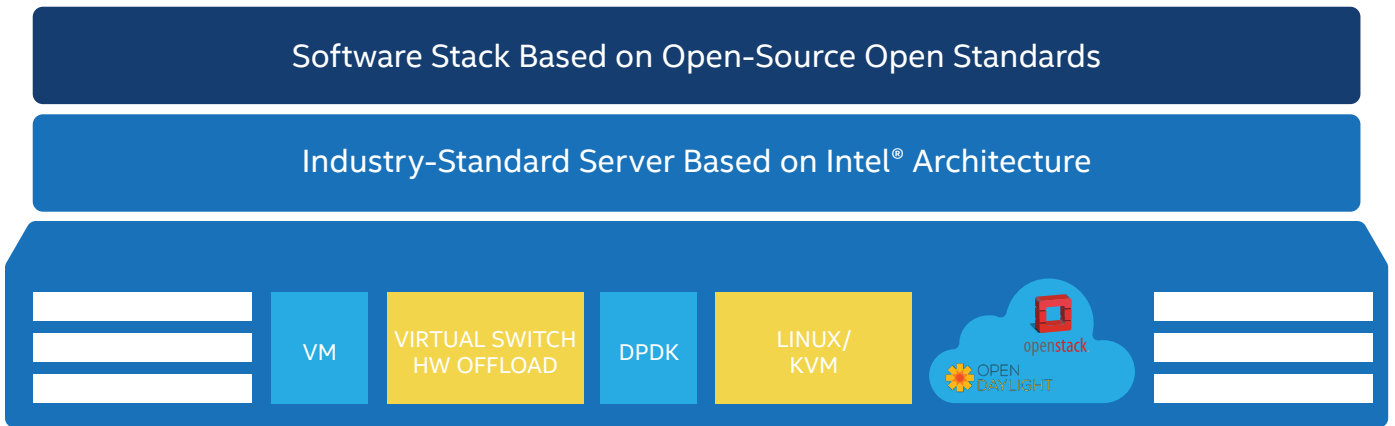 Software Stack Based on Open-Source Open Standards
Industry-Standard Server Based on Intel® Architecture
VM
VIRTUAL SWITCH
HW OFFLOAD
DPDK
LINUX/
KVM
openstack
OPEN
DAYLIGHT